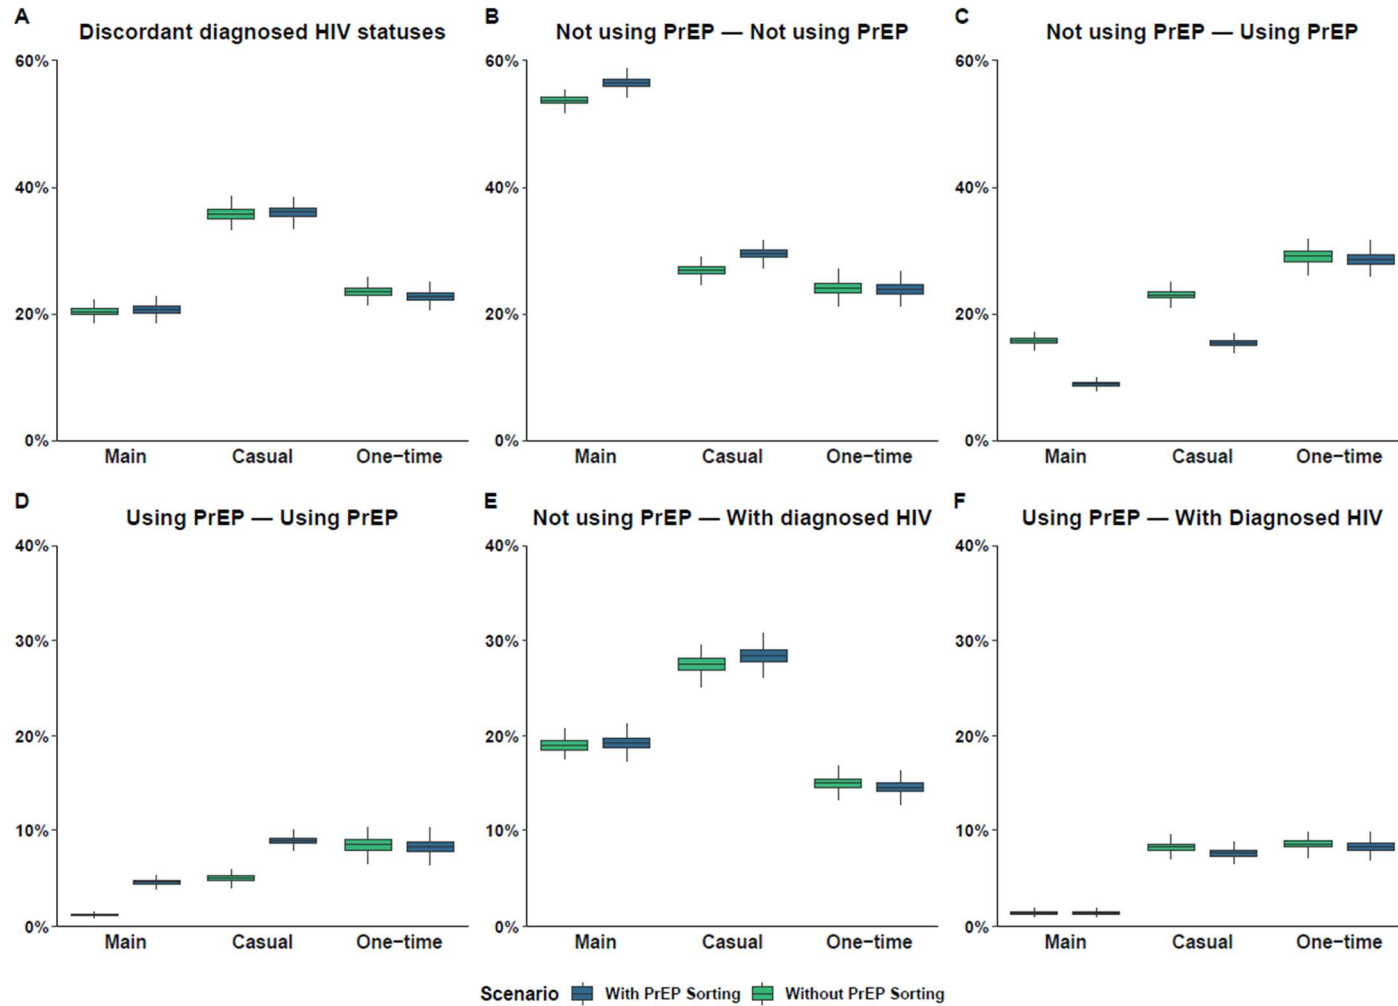 A
Discordant diagnosed HIV statuses
60%
40%
20%
0%
Main Casual One−time
B
Not using PrEP — Not using PrEP
60%
40%
20%
0%
Main Casual One−time
C
Not using PrEP — Using PrEP
60%
40%
20%
0%
Main Casual One−time
D
Using PrEP — Using PrEP
40%
30%
20%
10%
0%
Main Casual One−time
E
Not using PrEP — With diagnosed HIV
40%
30%
20%
10%
0%
Main Casual One−time
F
Using PrEP — With Diagnosed HIV
40%
30%
20%
10%
0%
Main Casual One−time
Scenario With PrEP Sorting Without PrEP Sorting